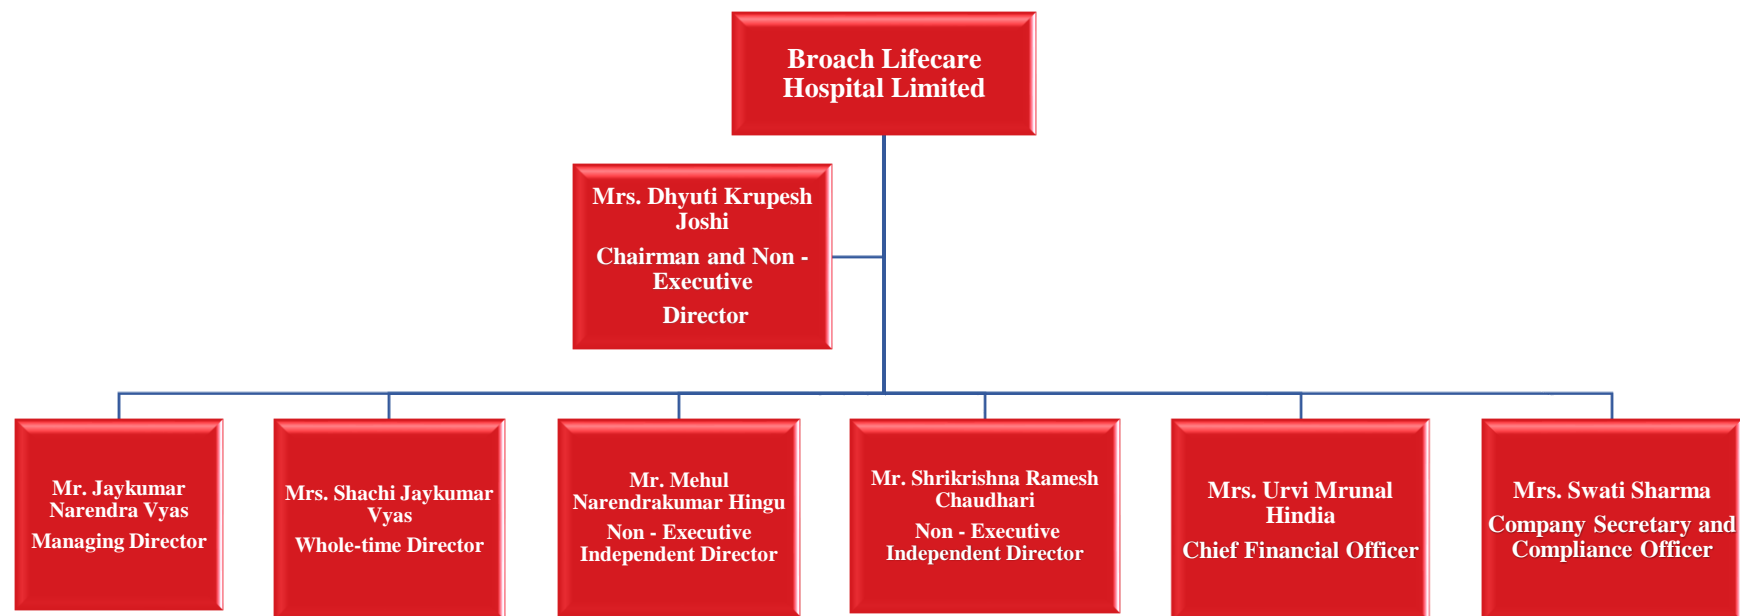 Broach Lifecare
Hospital Limited
Mrs. Dhyuti Krupesh
Joshi
Chairman and Non -
Executive
Director
Mr. Jaykumar
Narendra Vyas
Managing Director
Mrs. Shachi Jaykumar
Vyas
Whole-time Director
Mr. Mehul
Narendrakumar Hingu
Non - Executive
Independent Director
Mr. Shrikrishna Ramesh
Chaudhari
Non - Executive
Independent Director
Mrs. Urvi Mrunal
Hindia
Chief Financial Officer
Mrs. Swati Sharma
Company Secretary and
Compliance Officer